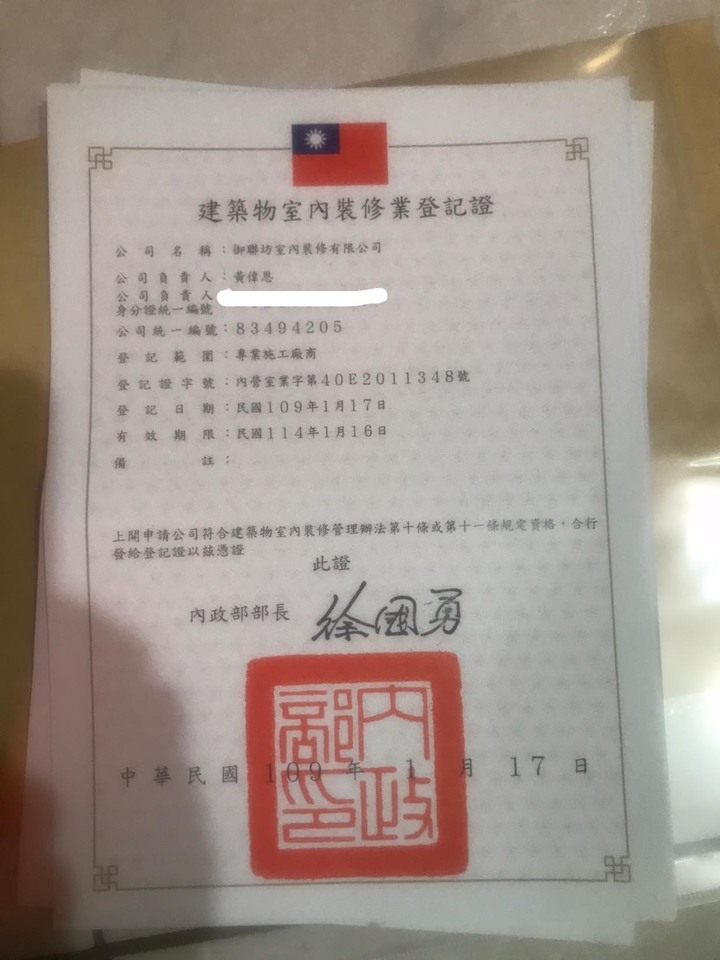 建築物室內裝修業登記證
公司名稱：御聯坊室內裝修有限公司
公司負責人：黃偉恩
公司負責人
身分證統一編號
公司統一編號：83494205
登記範圍：專業施工廠商
登記證字號：內營室業字第40E2011348號
登記日期：民國109年1月17日
有效期限：民國114年1月16日
備註：
上開申請公司符合建築物室內裝修管理辦法第十條或第十一條規定資格，合行
發給登記證以茲憑證
此證
內政部部長 徐國勇
內政部印
中華民國109年1月17日